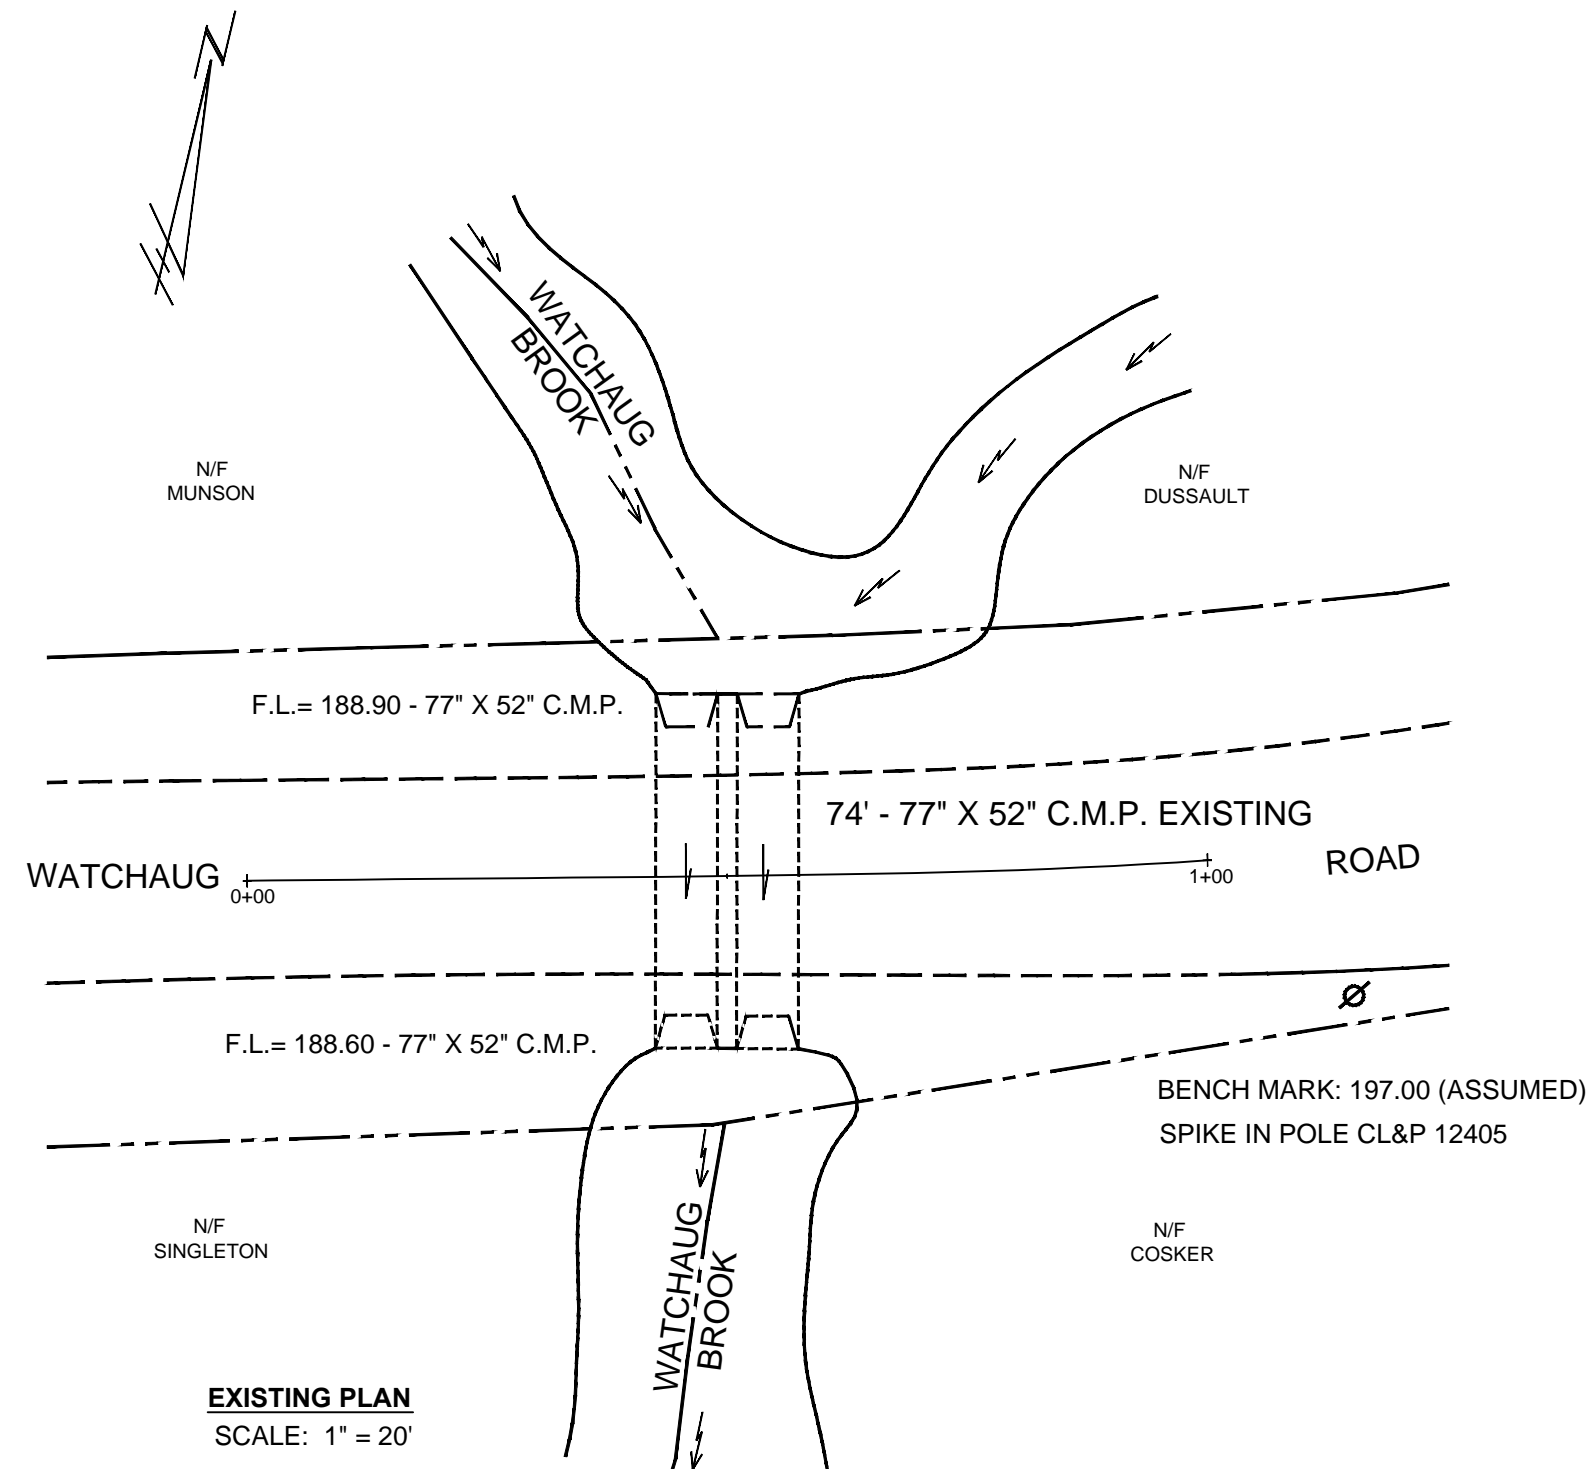 WATCHAUG
BROOK
N/F
MUNSON
N/F
DUSSAULT
F.L.= 188.90 - 77" X 52" C.M.P.
74' - 77" X 52" C.M.P. EXISTING
WATCHAUG
ROAD
0+00
1+00
F.L.= 188.60 - 77" X 52" C.M.P.
BENCH MARK: 197.00 (ASSUMED)
SPIKE IN POLE CL&P 12405
N/F
SINGLETON
N/F
COSKER
WATCHAUG
BROOK
EXISTING PLAN
SCALE: 1" = 20'